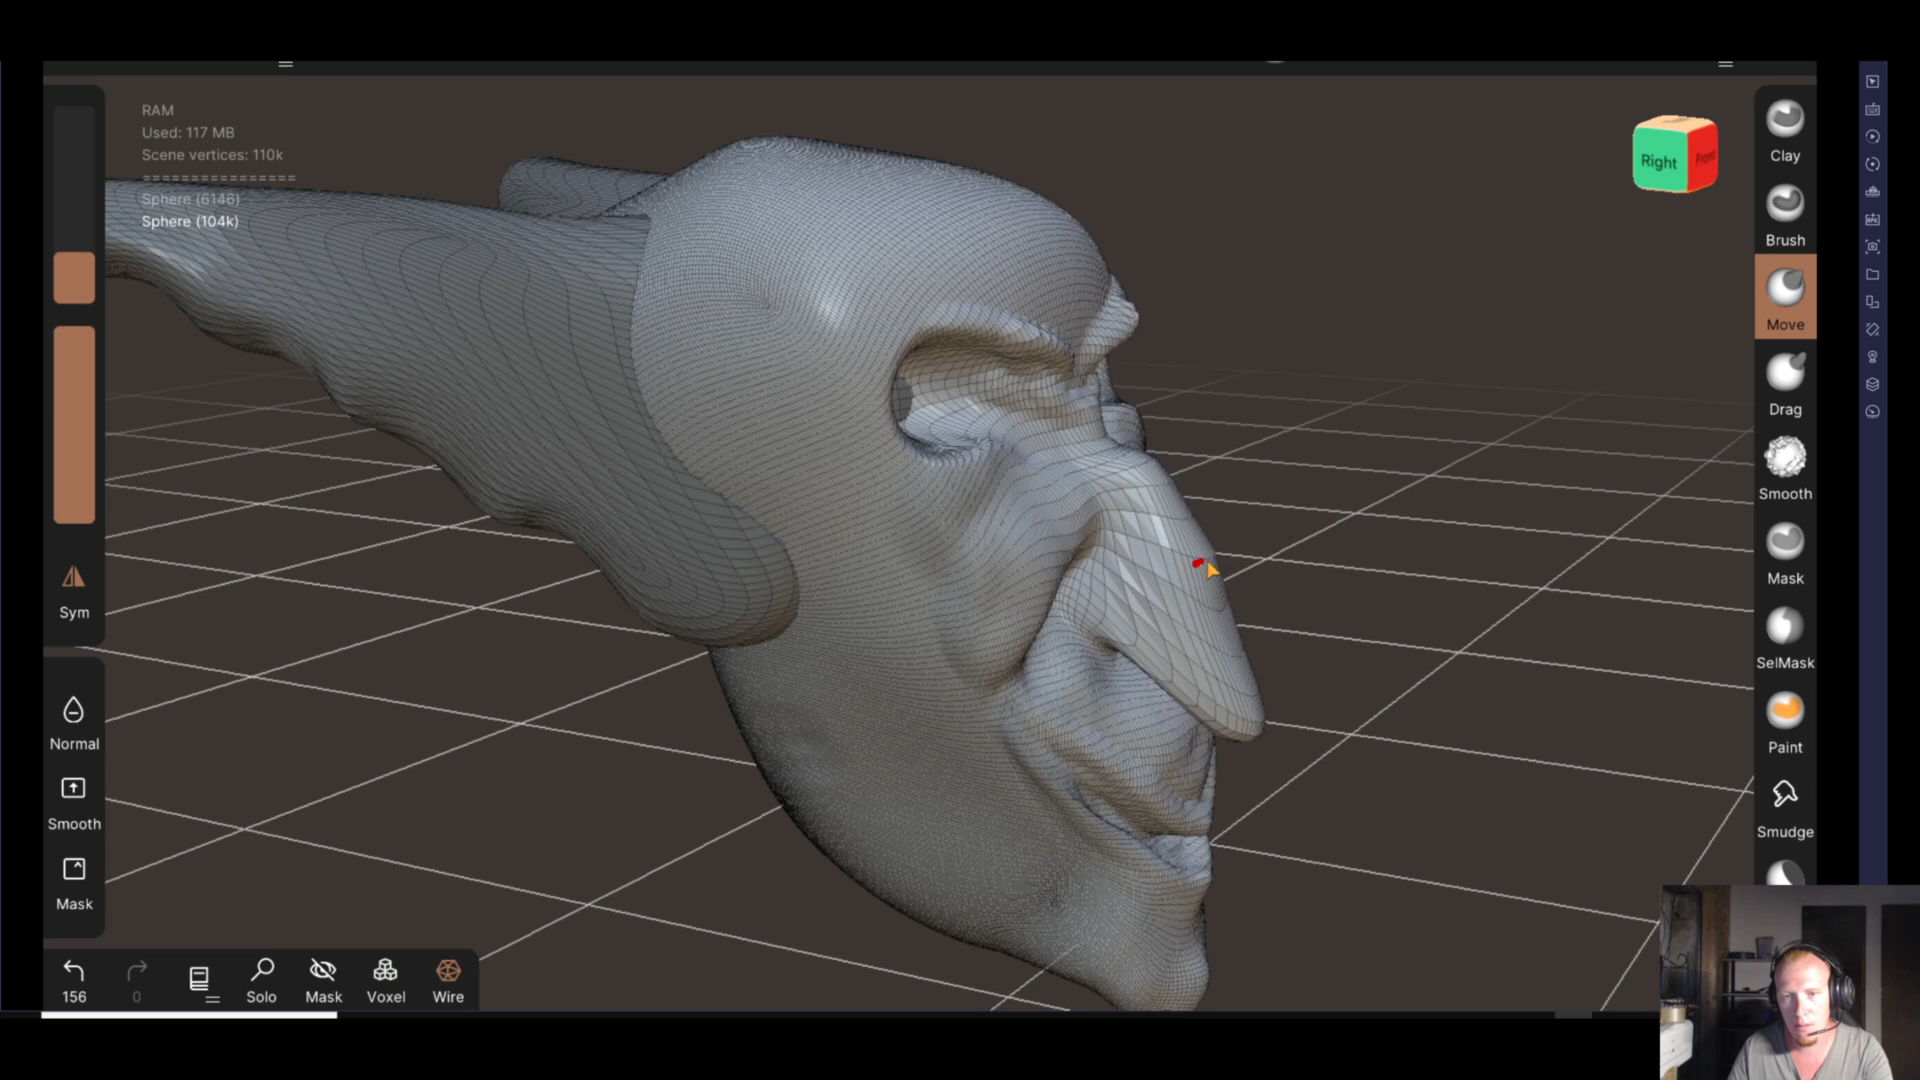 RAM
Used: 117 MB
Scene vertices: 110k
================
Sphere (6146)
Sphere (104k)
Right
Front
Clay
Brush
Move
Drag
Smooth
Mask
SelMask
Paint
Smudge
Sym
Normal
Smooth
Mask
156
0
Solo
Mask
Voxel
Wire